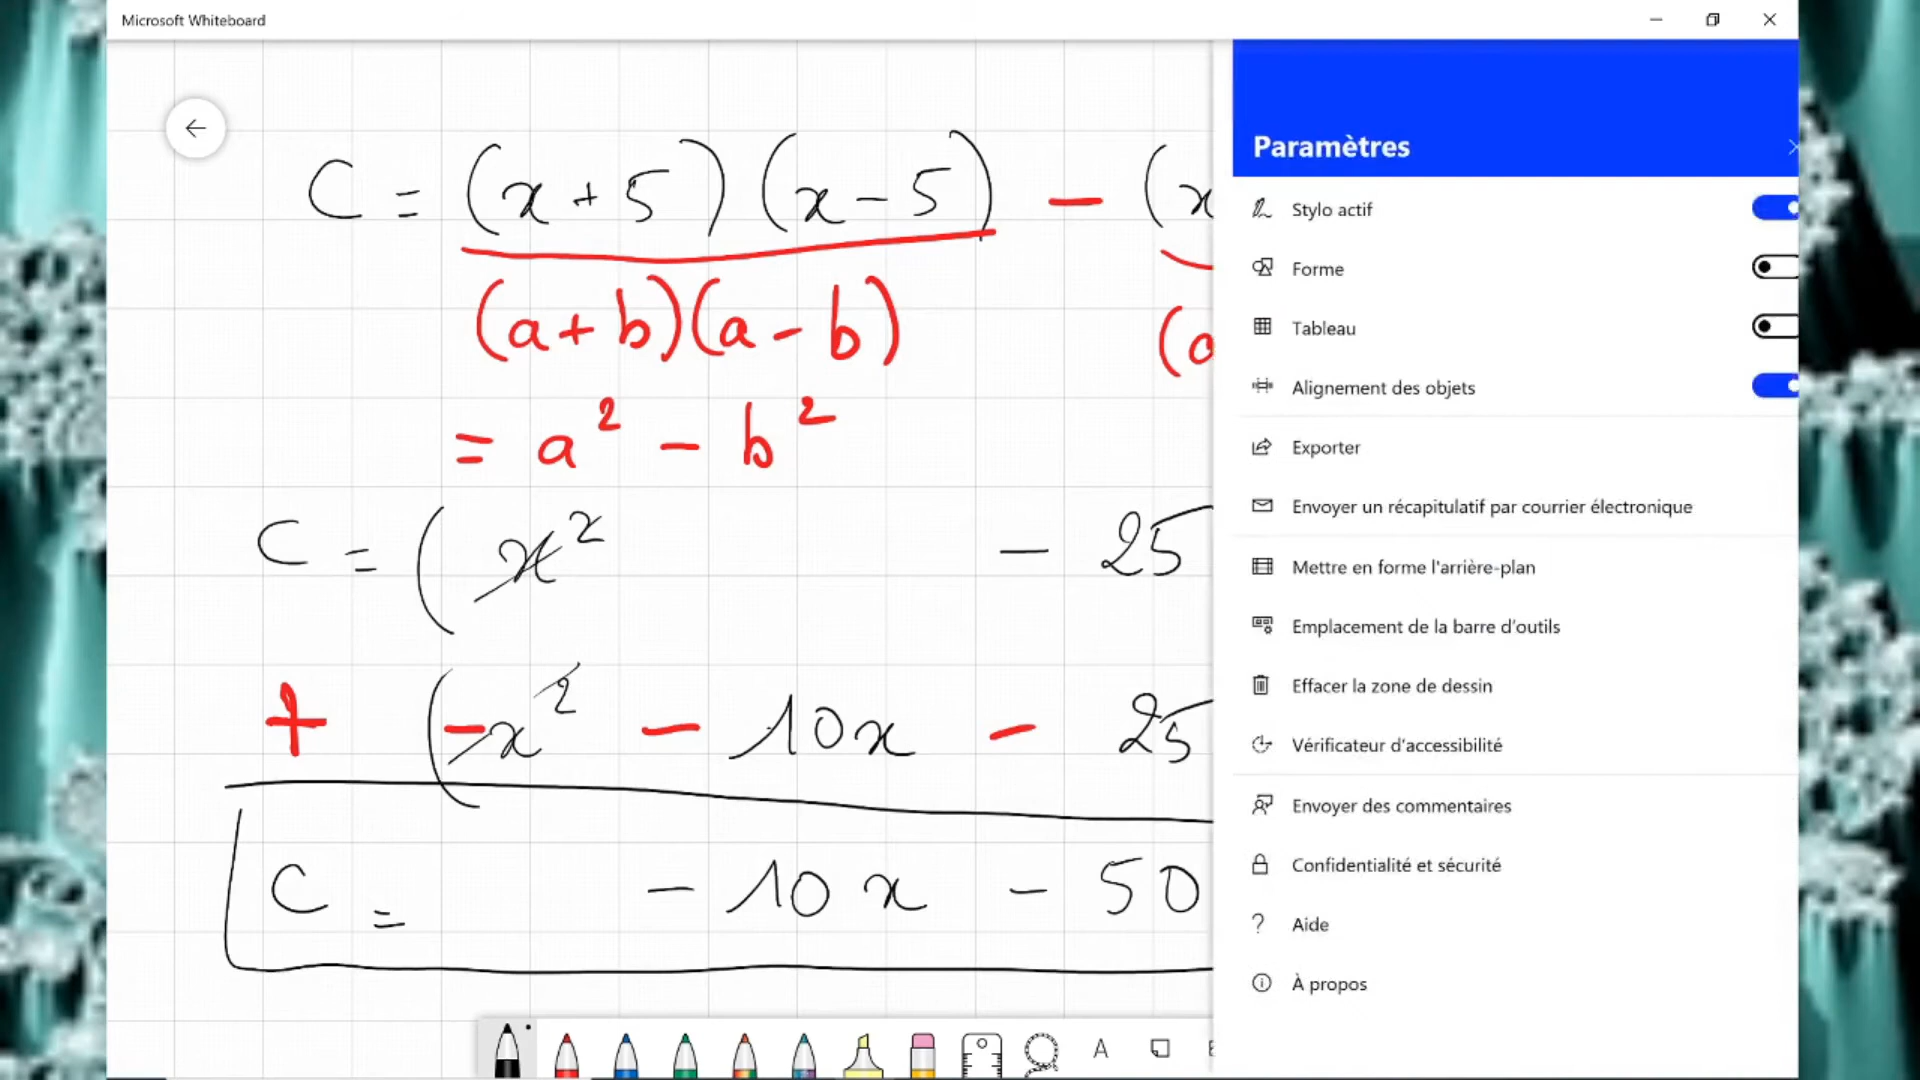 Microsoft Whiteboard
C = (x + 5)(x - 5) - (x
(a + b)(a - b) (a
= a² - b²
C = (x² - 25
+ (-x² - 10x - 25
C = - 10x - 50
Paramètres
Stylo actif
Forme
Tableau
Alignement des objets
Exporter
Envoyer un récapitulatif par courrier électronique
Mettre en forme l'arrière-plan
Emplacement de la barre d'outils
Effacer la zone de dessin
Vérificateur d'accessibilité
Envoyer des commentaires
Confidentialité et sécurité
Aide
À propos